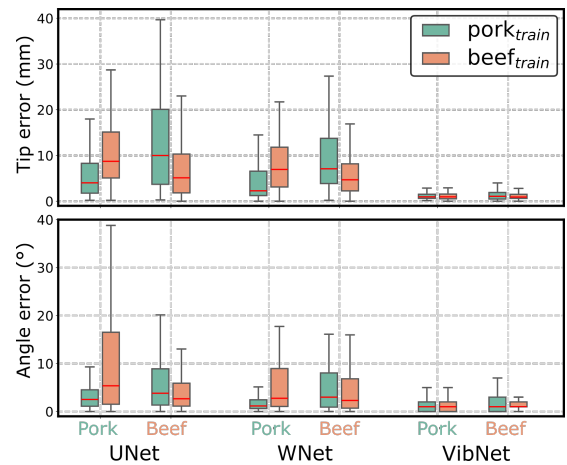 40
30
20
10
0
Tip error (mm)
pork_train
beef_train
40
30
20
10
0
Angle error (°)
Pork Beef Pork Beef Pork Beef
UNet WNet VibNet